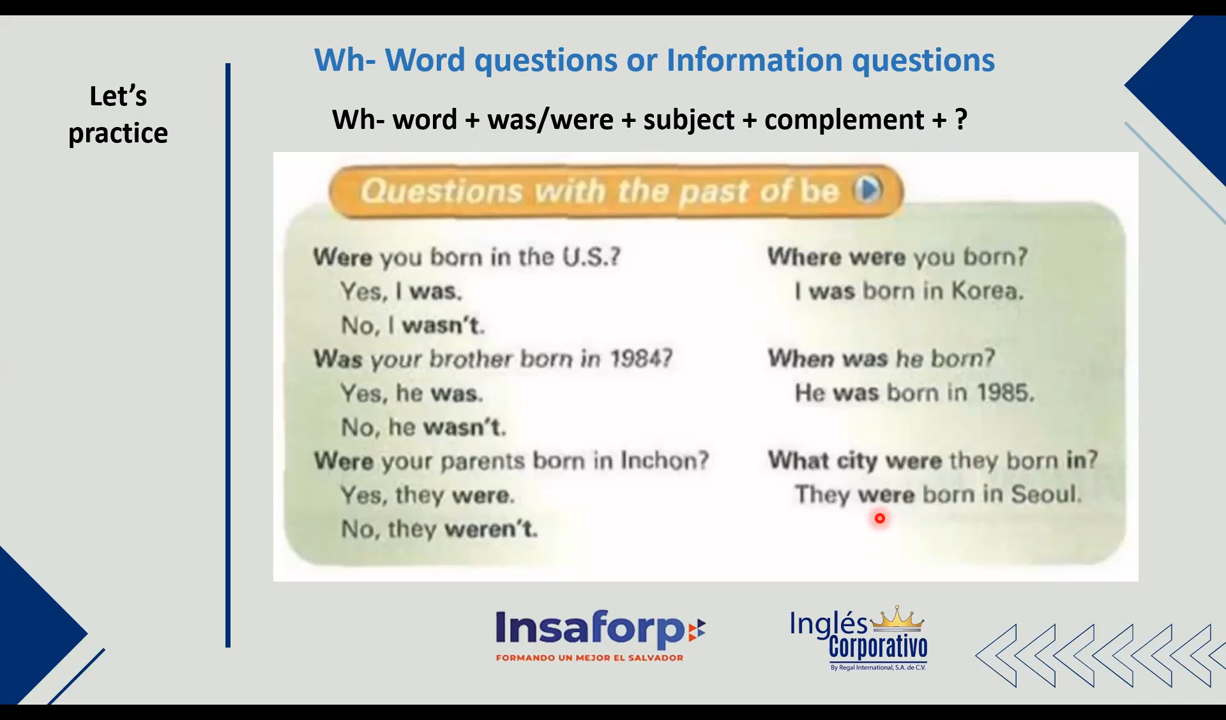 Let's
practice
Wh- Word questions or Information questions
Wh- word + was/were + subject + complement + ?
Questions with the past of be
Were you born in the U.S.?
Yes, I was.
No, I wasn't.
Was your brother born in 1984?
Yes, he was.
No, he wasn't.
Were your parents born in Inchon?
Yes, they were.
No, they weren't.
Where were you born?
I was born in Korea.
When was he born?
He was born in 1985.
What city were they born in?
They were born in Seoul.
Insaforp
FORMANDO UN MEJOR EL SALVADOR
Inglés
Corporativo
By Regal International, S.A. de C.V.